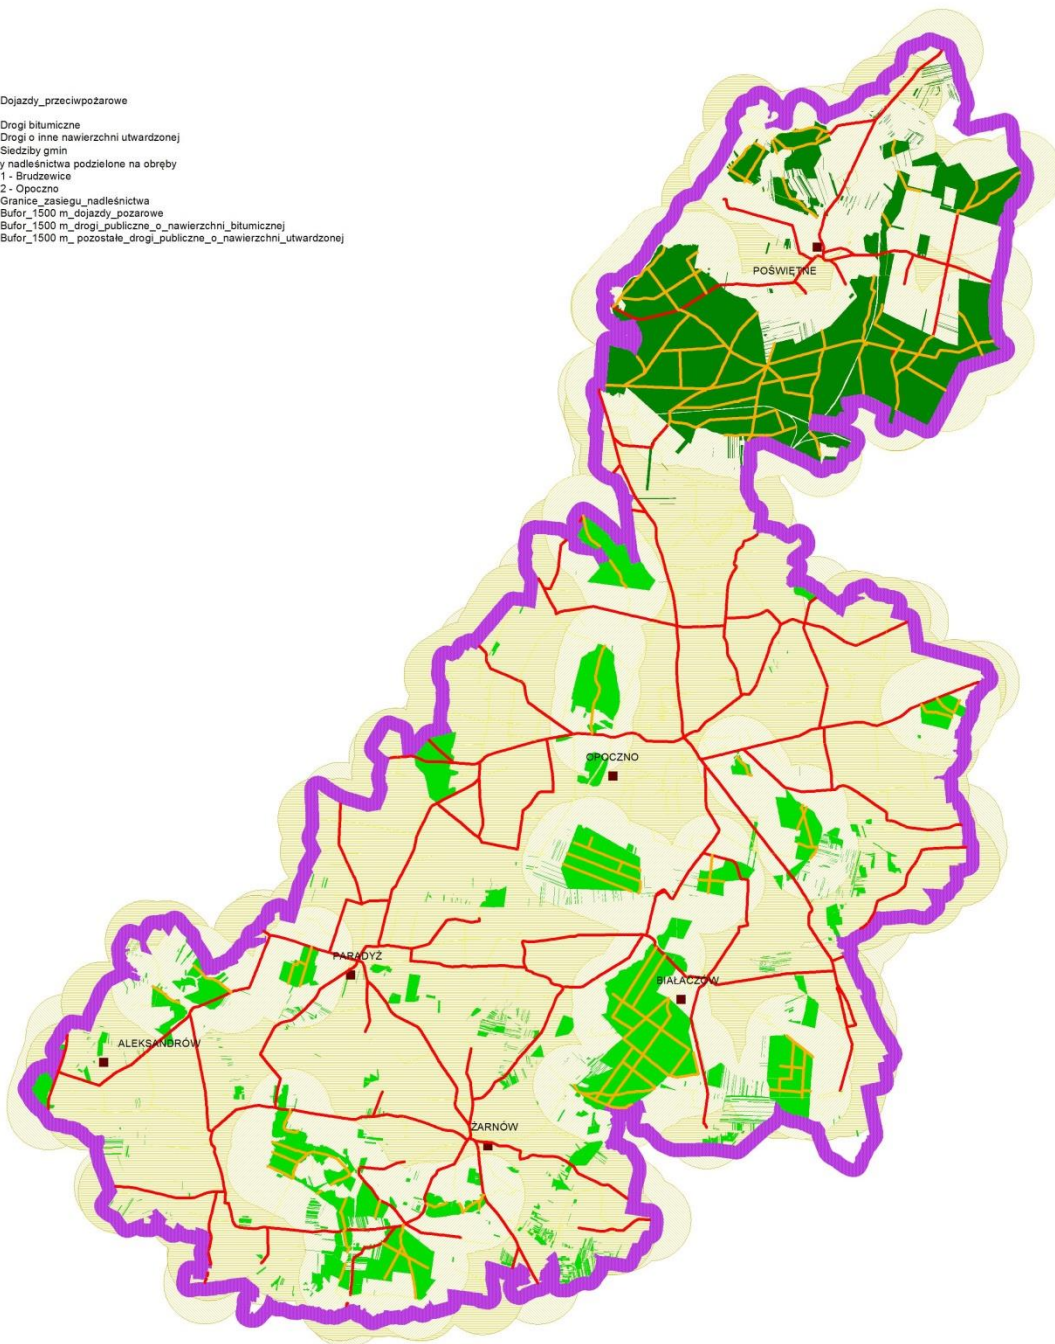 Dojazdy_przeciwpożarowe
Drogi bitumiczne
Drogi o inne nawierzchni utwardzonej
Siedziby gmin
y nadleśnictwa podzielone na obręby
1 - Brudzewice
2 - Opoczno
Granice_zasiegu_nadleśnictwa
Bufor_1500 m_dojazdy_pozarowe
Bufor_1500 m_drogi_publiczne_o_nawierzchni_bitumicznej
Bufor_1500 m_ pozostałe_drogi_publiczne_o_nawierzchni_utwardzonej
POŚWIĘTNE
OPOCZNO
PARADYŻ
BIAŁACZÓW
ALEKSANDRÓW
ŻARNÓW